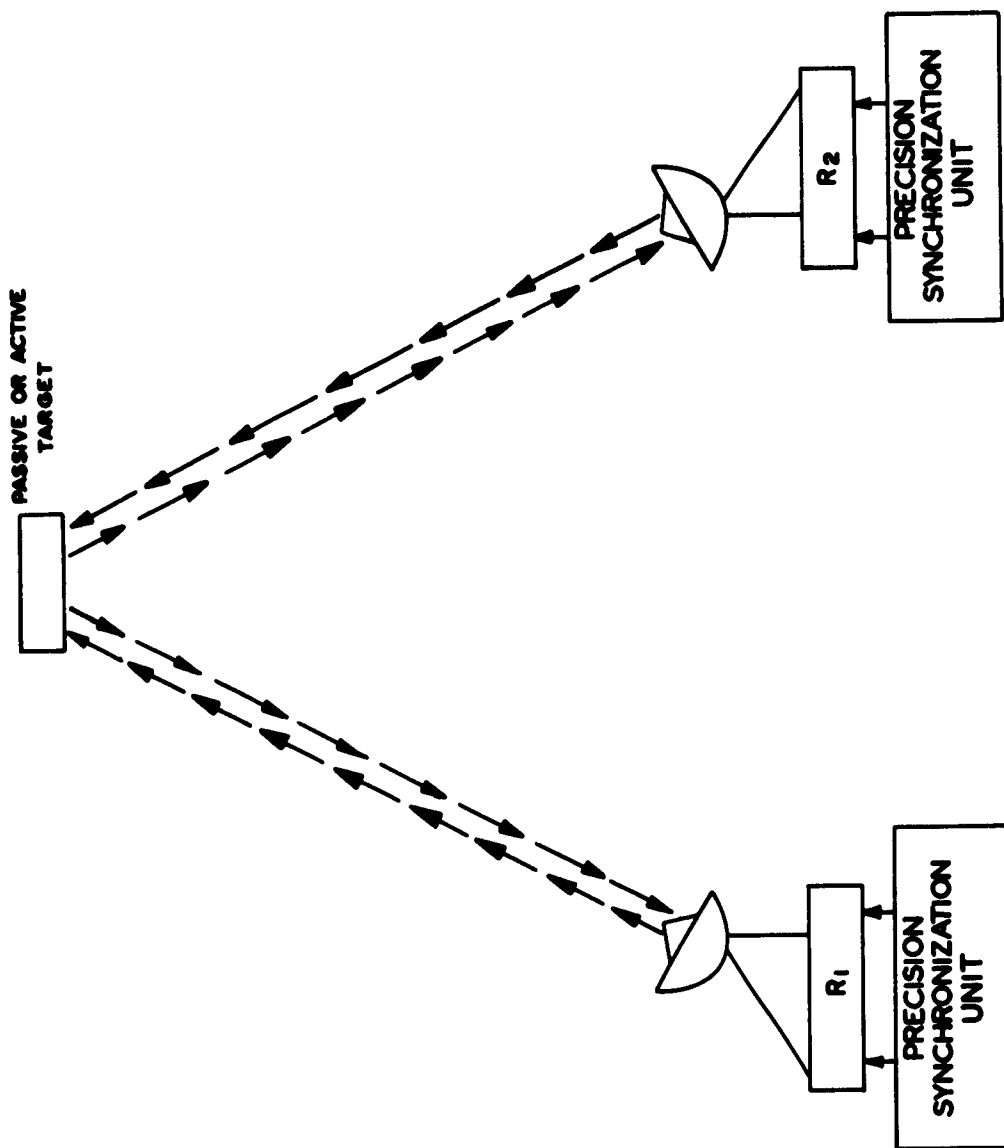 PASSIVE OR ACTIVE
TARGET
R1
PRECISION
SYNCHRONIZATION
UNIT
R2
PRECISION
SYNCHRONIZATION
UNIT